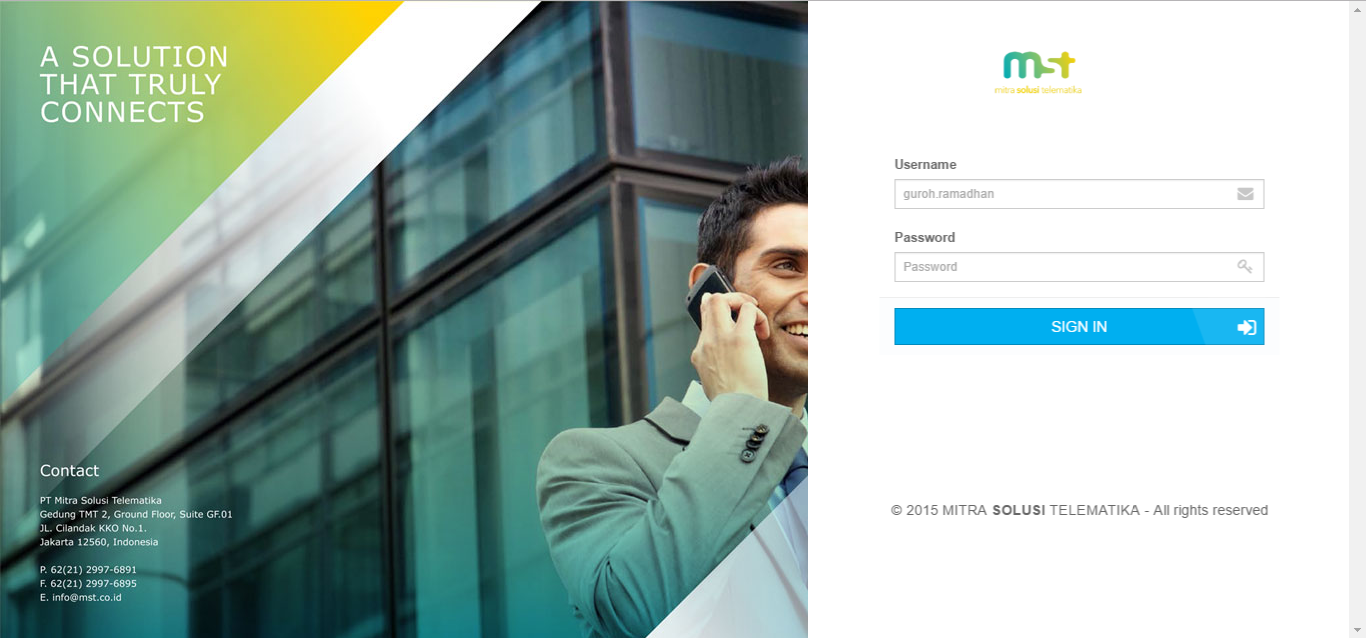 A SOLUTION
THAT TRULY
CONNECTS
Contact
PT Mitra Solusi Telematika
Gedung TMT 2, Ground Floor, Suite GF.01
JL. Cilandak KKO No.1.
Jakarta 12560, Indonesia
P. 62(21) 2997-6891
F. 62(21) 2997-6895
E. info@mst.co.id
mst
mitra solusi telematika
Username
guroh.ramadhan
Password
Password
SIGN IN
© 2015 MITRA SOLUSI TELEMATIKA - All rights reserved